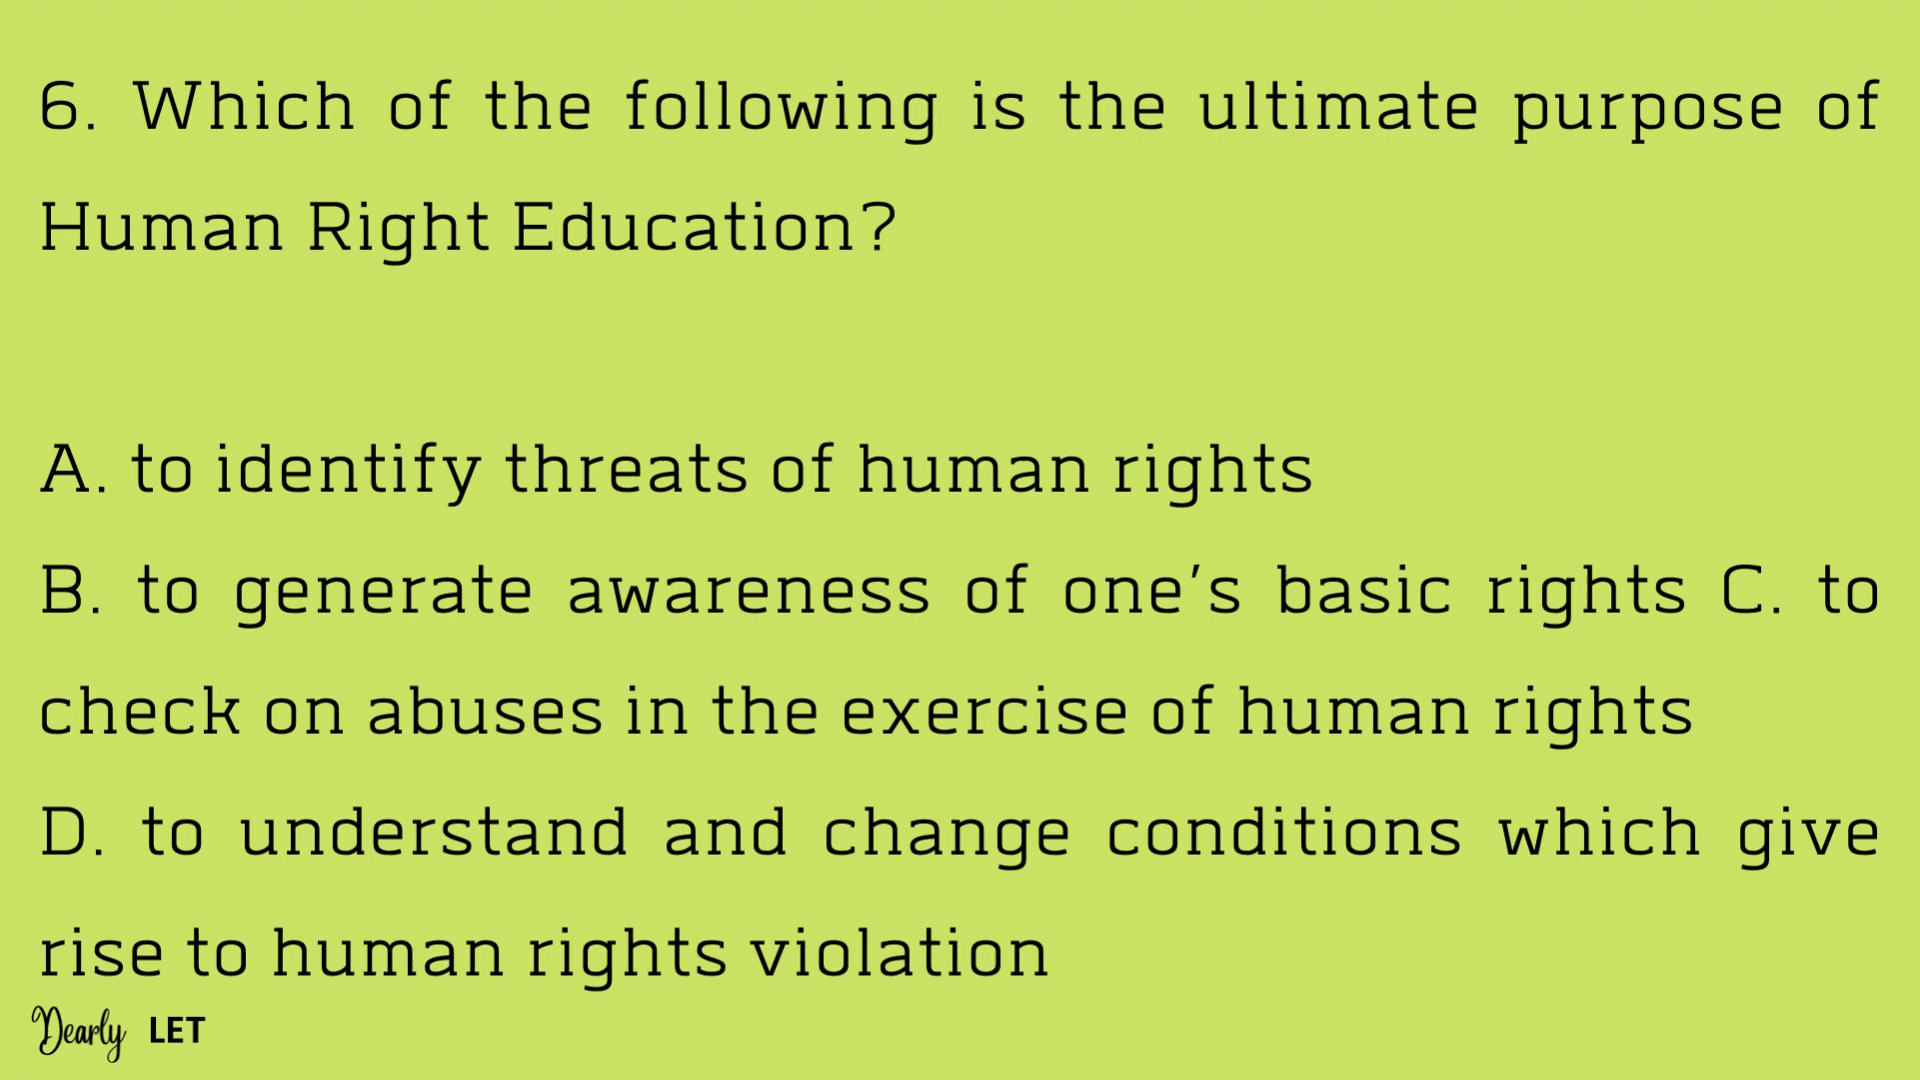 6. Which of the following is the ultimate purpose of
Human Right Education?
A. to identify threats of human rights
B. to generate awareness of one's basic rights C. to
check on abuses in the exercise of human rights
D. to understand and change conditions which give
rise to human rights violation
Dearly LET